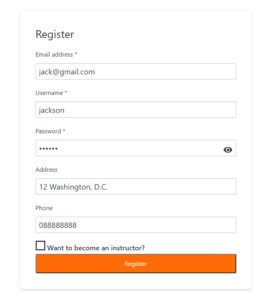 Register
Email address *
jack@gmail.com
Username *
jackson
Password *
••••••
Address
12 Washington, D.C.
Phone
088888888
Want to become an instructor?
Register